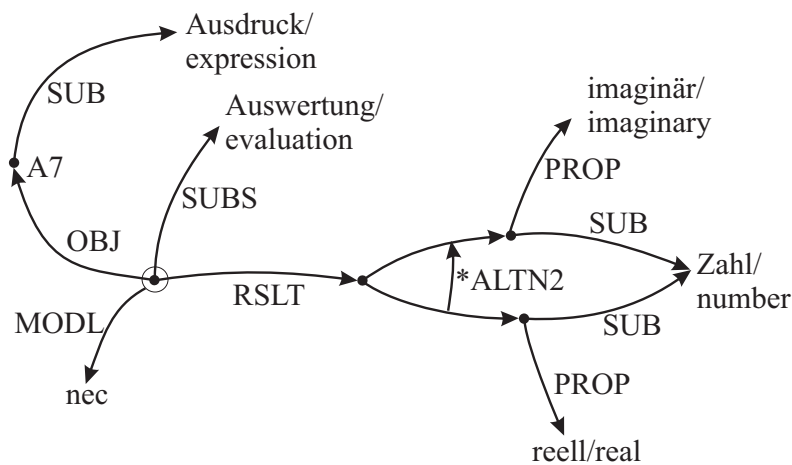 Ausdruck/
expression
SUB
Auswertung/
evaluation
imaginär/
imaginary
A7
PROP
SUBS
OBJ
SUB
*ALTN2
Zahl/
number
RSLT
MODL
SUB
nec
PROP
reell/real